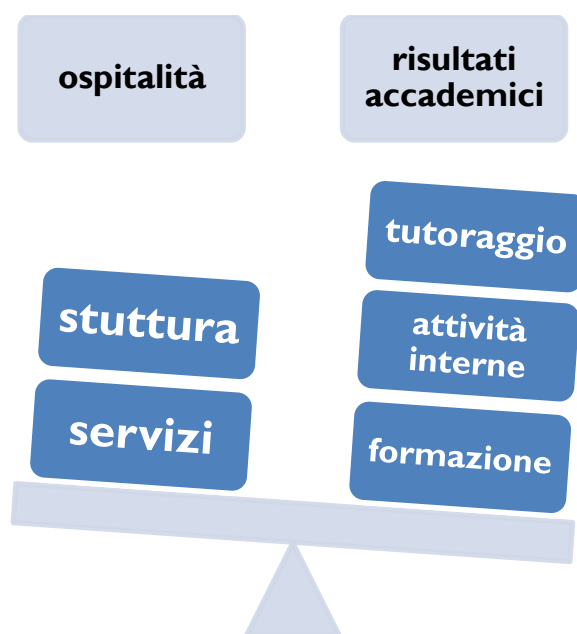 ospitalità
risultati
accademici
tutoraggio
stuttura
attività
interne
servizi
formazione